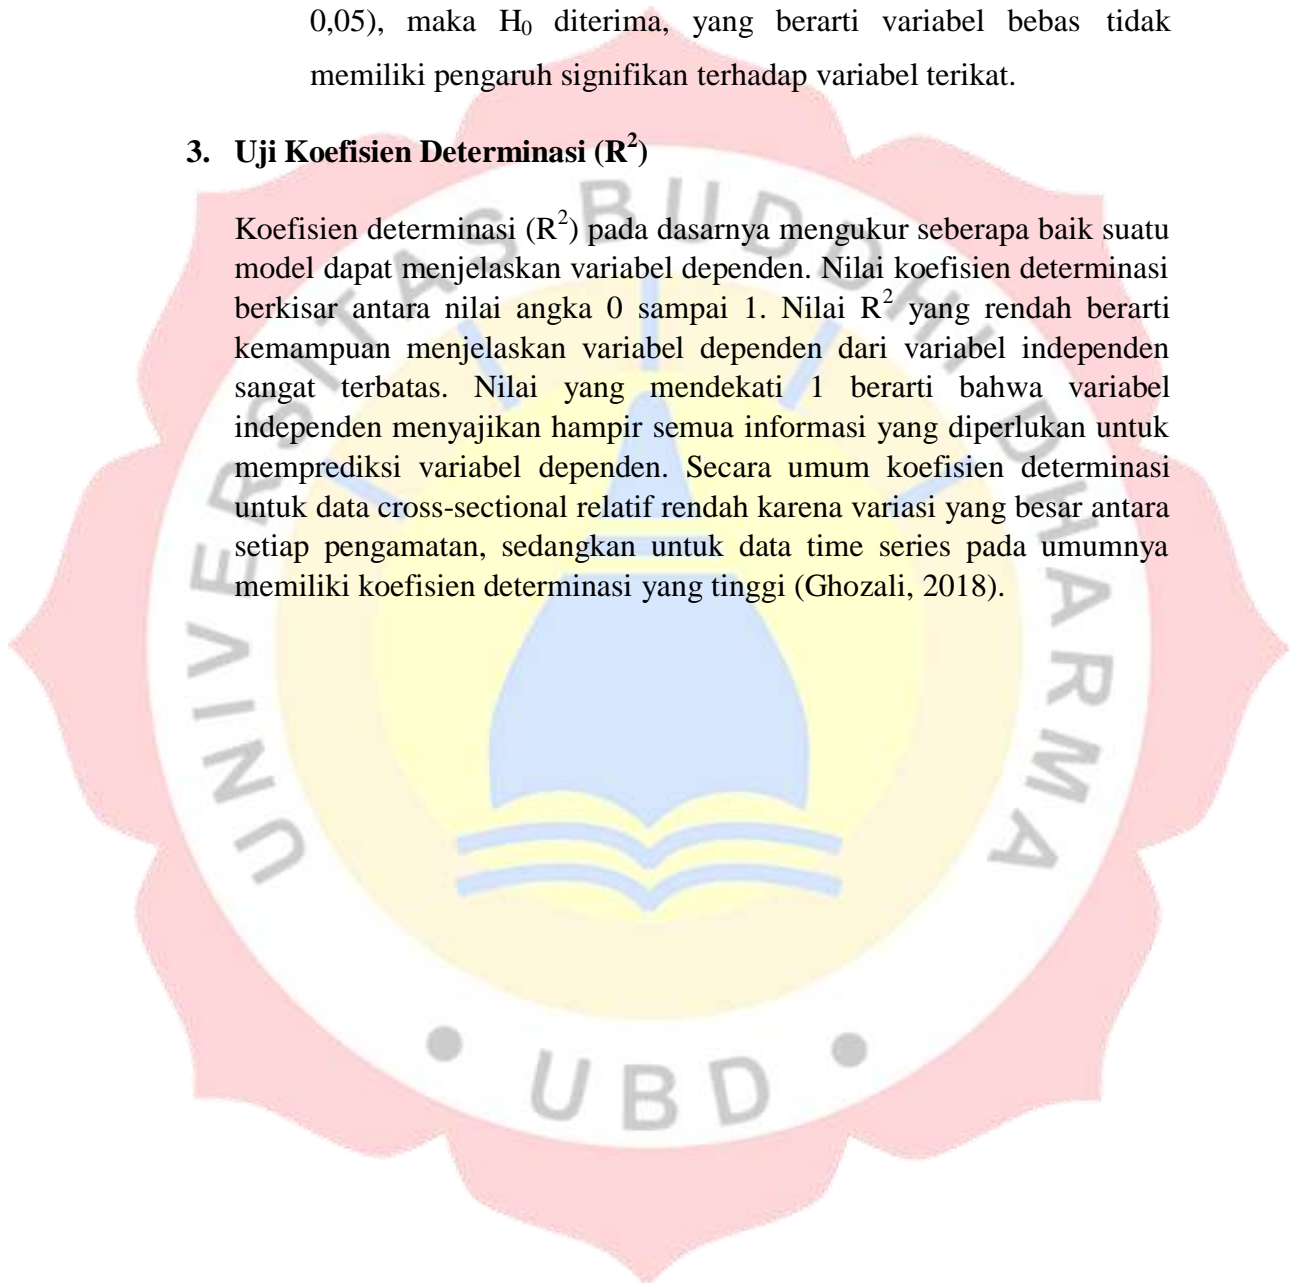 0,05), maka H₀ diterima, yang berarti variabel bebas tidak
memiliki pengaruh signifikan terhadap variabel terikat.
3. Uji Koefisien Determinasi (R²)
Koefisien determinasi (R²) pada dasarnya mengukur seberapa baik suatu
model dapat menjelaskan variabel dependen. Nilai koefisien determinasi
berkisar antara nilai angka 0 sampai 1. Nilai R² yang rendah berarti
kemampuan menjelaskan variabel dependen dari variabel independen
sangat terbatas. Nilai yang mendekati 1 berarti bahwa variabel
independen menyajikan hampir semua informasi yang diperlukan untuk
memprediksi variabel dependen. Secara umum koefisien determinasi
untuk data cross-sectional relatif rendah karena variasi yang besar antara
setiap pengamatan, sedangkan untuk data time series pada umumnya
memiliki koefisien determinasi yang tinggi (Ghozali, 2018).
UNIVERSITAS BUDDHI DHARMA
• UBD •